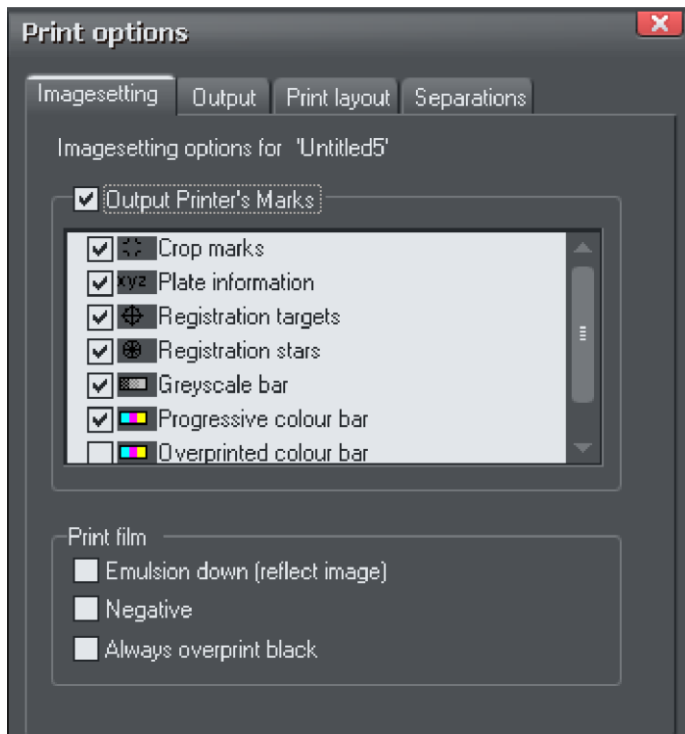 Print options
Imagesetting Output Print layout Separations
Imagesetting options for 'Untitled5'
Output Printer's Marks
Crop marks
xyz Plate information
Registration targets
Registration stars
Greyscale bar
Progressive colour bar
Overprinted colour bar
Print film
Emulsion down (reflect image)
Negative
Always overprint black